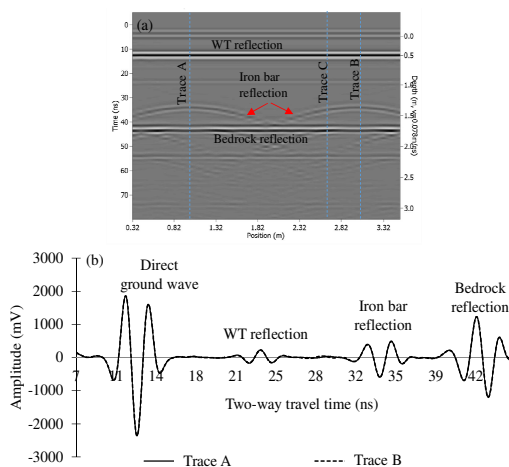 (a)
WT reflection
Iron bar
reflection
Bedrock reflection
Trace A
Trace C
Trace B
Time (ns)
0
10
20
30
40
50
60
70
0.0
0.5
1.0
1.5
2.0
2.5
3.0
0.32
0.82
1.32
1.82
2.32
2.82
3.32
Position (m)
(b)
Direct
ground wave
WT reflection
Iron bar
reflection
Bedrock
reflection
Amplitude (mV)
3000
2000
1000
0
-1000
-2000
-3000
7
11
14
18
21
25
28
32
35
39
42
Two-way travel time (ns)
Trace A
Trace B